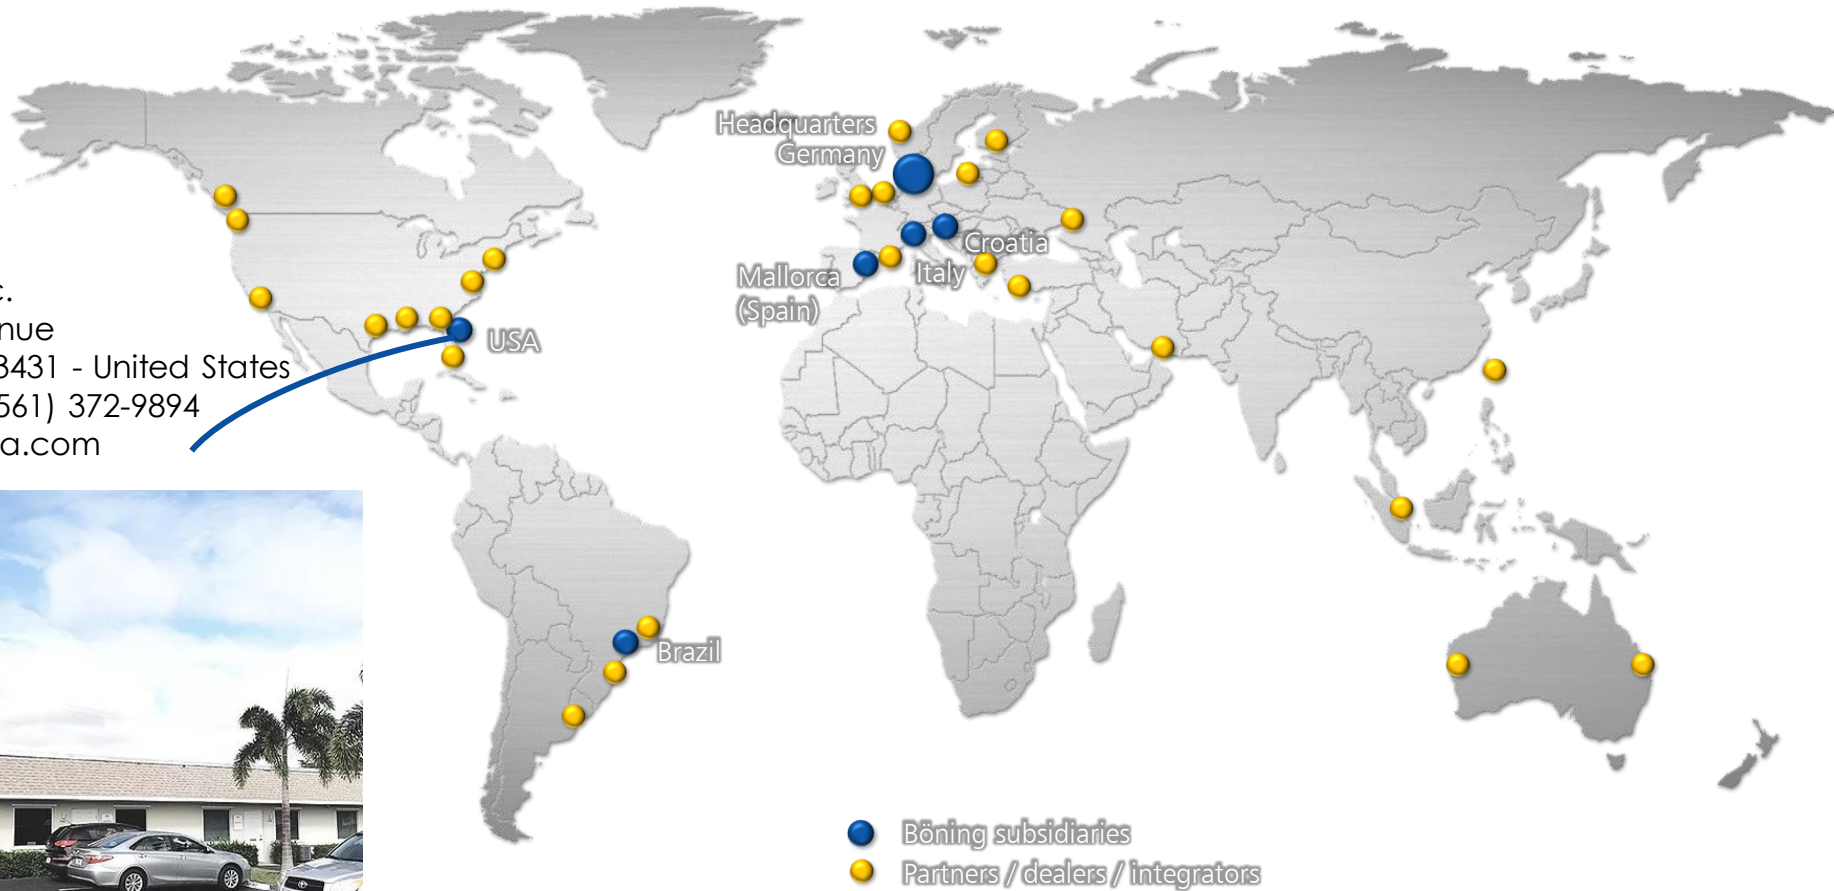 c.
nue
3431 - United States
561) 372-9894
a.com
Headquarters
Germany
Croatia
Italy
Mallorca
(Spain)
USA
Brazil
Böning subsidiaries
Partners / dealers / integrators